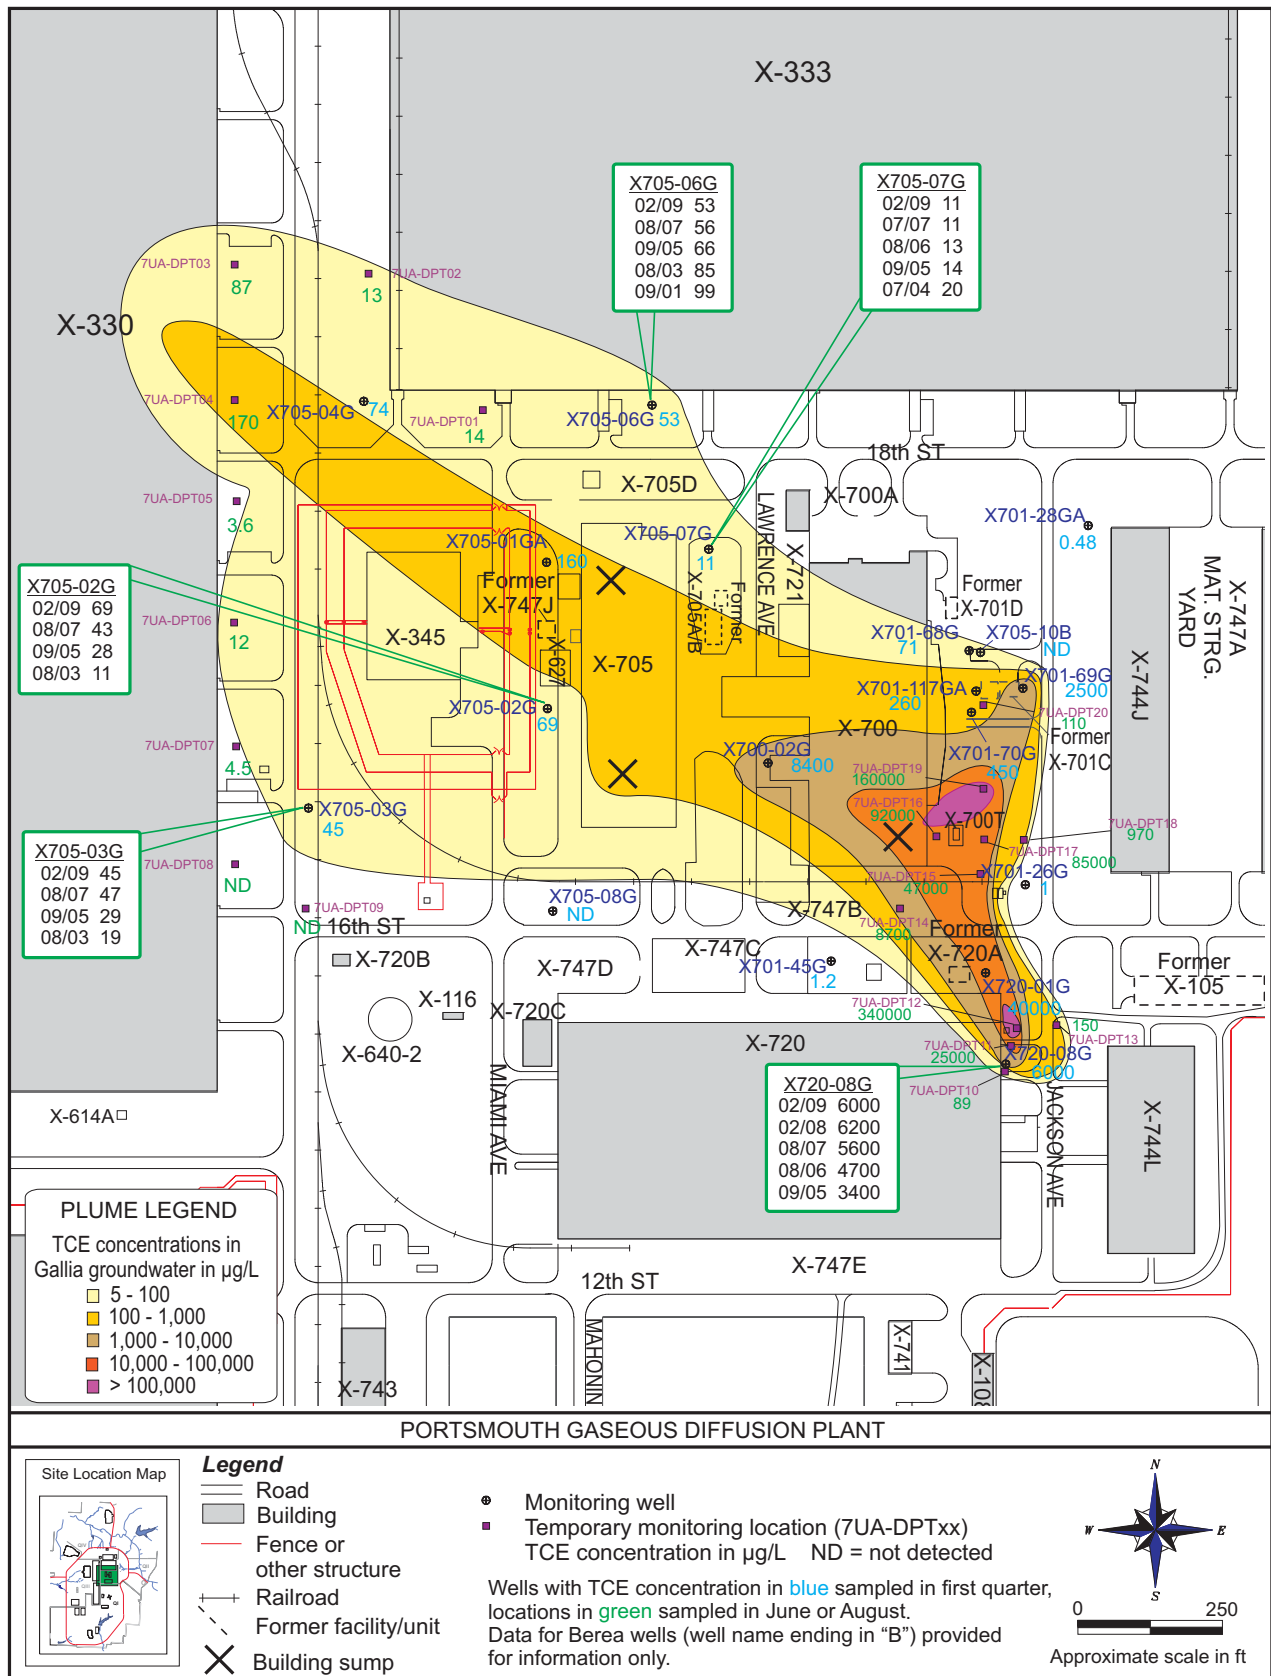 X-333
X705-06G
02/09 53
08/07 56
09/05 66
08/03 85
09/01 99
X705-07G
02/09 11
07/07 11
08/06 13
09/05 14
07/04 20
7UA-DPT03
87
7UA-DPT02
13
X-330
7UA-DPT04
170
X705-04G
74
7UA-DPT01
14
X705-06G
53
18th ST
X-705D
X-700A
7UA-DPT05
3.6
LAWRENCE AVE
X-721
X701-28GA
0.48
X705-01GA
160
X705-07G
11
X-747A
MAT. STRG.
YARD
X705-02G
02/09 69
08/07 43
09/05 28
08/03 11
Former
X-747J
X-627
Former
X-705A/B
Former
X-701D
7UA-DPT06
12
X-345
X-705
X701-68G
71
X705-10B
ND
X-744J
X701-69G
2500
X701-117GA
260
7UA-DPT20
110
X705-02G
69
X-700
X701-70G
450
Former
X-701C
7UA-DPT07
4.5
X700-02G
8400
7UA-DPT19
160000
7UA-DPT16
92000
X-700T
X705-03G
45
7UA-DPT18
970
7UA-DPT17
85000
X705-03G
02/09 45
08/07 47
09/05 29
08/03 19
7UA-DPT08
ND
7UA-DPT15
47000
X701-26G
1
X705-08G
ND
7UA-DPT09
ND
16th ST
X-747B
7UA-DPT14
8700
Former
X-720A
X-720B
X-747D
X-747C
X701-45G
1.2
Former
X-105
X-116
X-720C
X-640-2
X720-01G
40000
7UA-DPT12
340000
150
7UA-DPT13
X-720
7UA-DPT11
25000
X720-08G
6000
7UA-DPT10
89
X720-08G
02/09 6000
02/08 6200
08/07 5600
08/06 4700
09/05 3400
X-614A
MIAMI AVE
JACKSON AVE
X-744L
PLUME LEGEND
TCE concentrations in
Gallia groundwater in µg/L
5 - 100
100 - 1,000
1,000 - 10,000
10,000 - 100,000
> 100,000
X-747E
12th ST
MAHONIN
X-741
X-108
X-743
PORTSMOUTH GASEOUS DIFFUSION PLANT
Site Location Map
Legend
Road
Building
Fence or
other structure
Railroad
Former facility/unit
Building sump
Monitoring well
Temporary monitoring location (7UA-DPTxx)
TCE concentration in µg/L ND = not detected
Wells with TCE concentration in blue sampled in first quarter,
locations in green sampled in June or August.
Data for Berea wells (well name ending in “B”) provided
for information only.
N
W
E
S
0 250
Approximate scale in ft